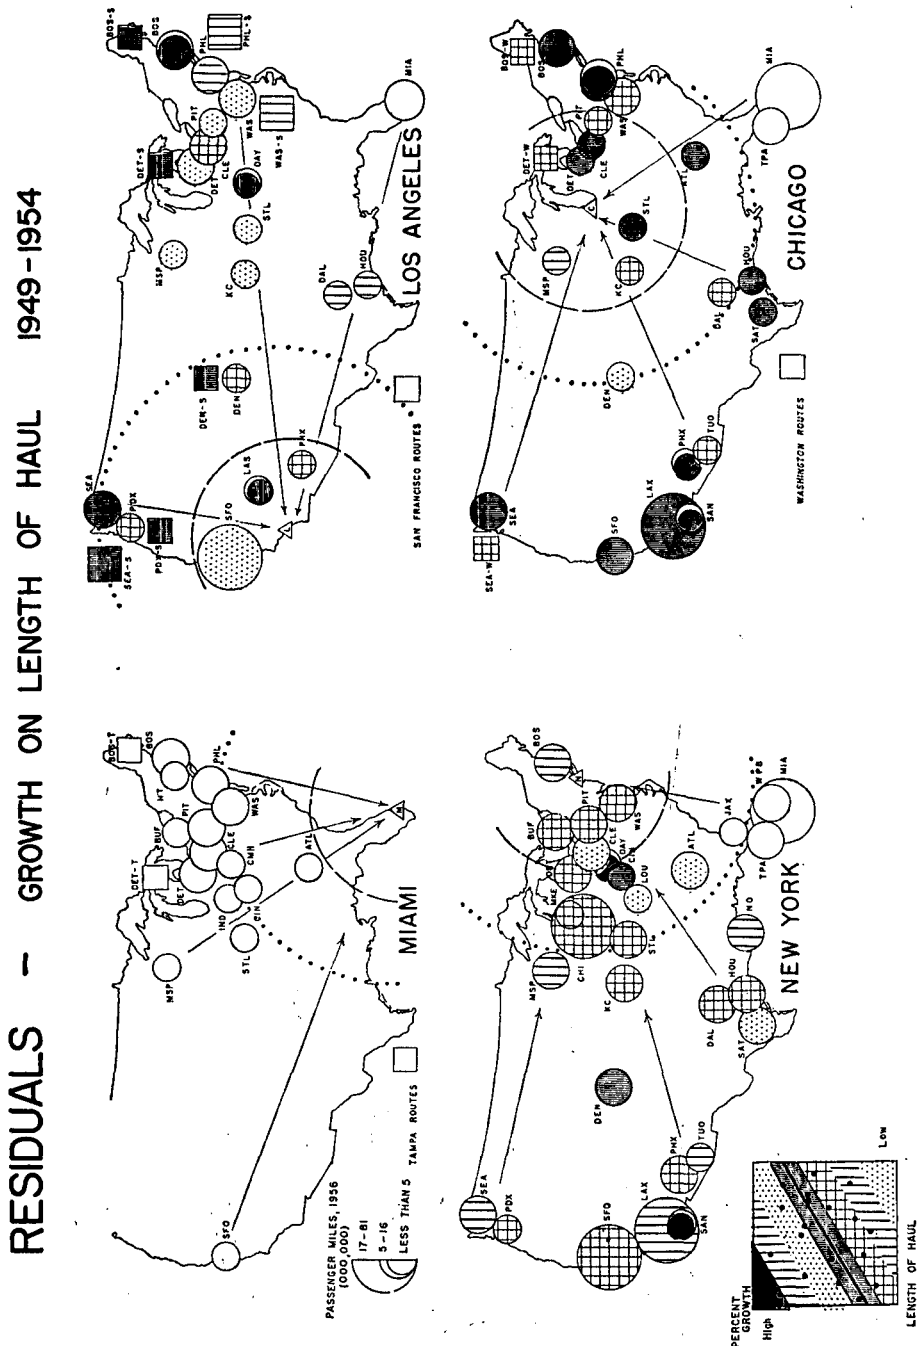 RESIDUALS – GROWTH ON LENGTH OF HAUL 1949-1954
MIAMI
SFO
MSP
STL
IND
CIN
CMH
DET
DET-T
BUF
PIT
CLE
WAS
PHL
BOS
BOS-T
ATL
M
PASSENGER MILES, 1956
(000,000)
17-81
5-16
LESS THAN 5
TAMPA ROUTES
LOS ANGELES
SEA
SEA-S
PDX
PDX-S
SFO
LAS
PHX
DEN-S
DEN
MSP
KC
STL
DAL
HOU
DET-S
DET
CLE
DAY
PIT
WAS
WAS-S
PHL
PHL-S
BOS
BOS-S
MIA
SAN FRANCISCO ROUTES
NEW YORK
SEA
PDX
SFO
LAX
SAN
PHX
TUO
DEN
MSP
KC
CHI
MKE
STL
LOU
DAY
CLE
PIT
BUF
WAS
BOS
ATL
JAX
WPB
MIA
TPA
NO
HOU
DAL
SAT
CHICAGO
SEA-W
SEA
SFO
LAX
SAN
PHX
TUO
DEN
MSP
KC
STL
C
DET-W
DET
CLE
PIT
WAS
PHL
BOS
BOS-W
ATL
TPA
MIA
HOU
DAL
SAT
WASHINGTON ROUTES
PERCENT
GROWTH
High
Low
LENGTH OF HAUL